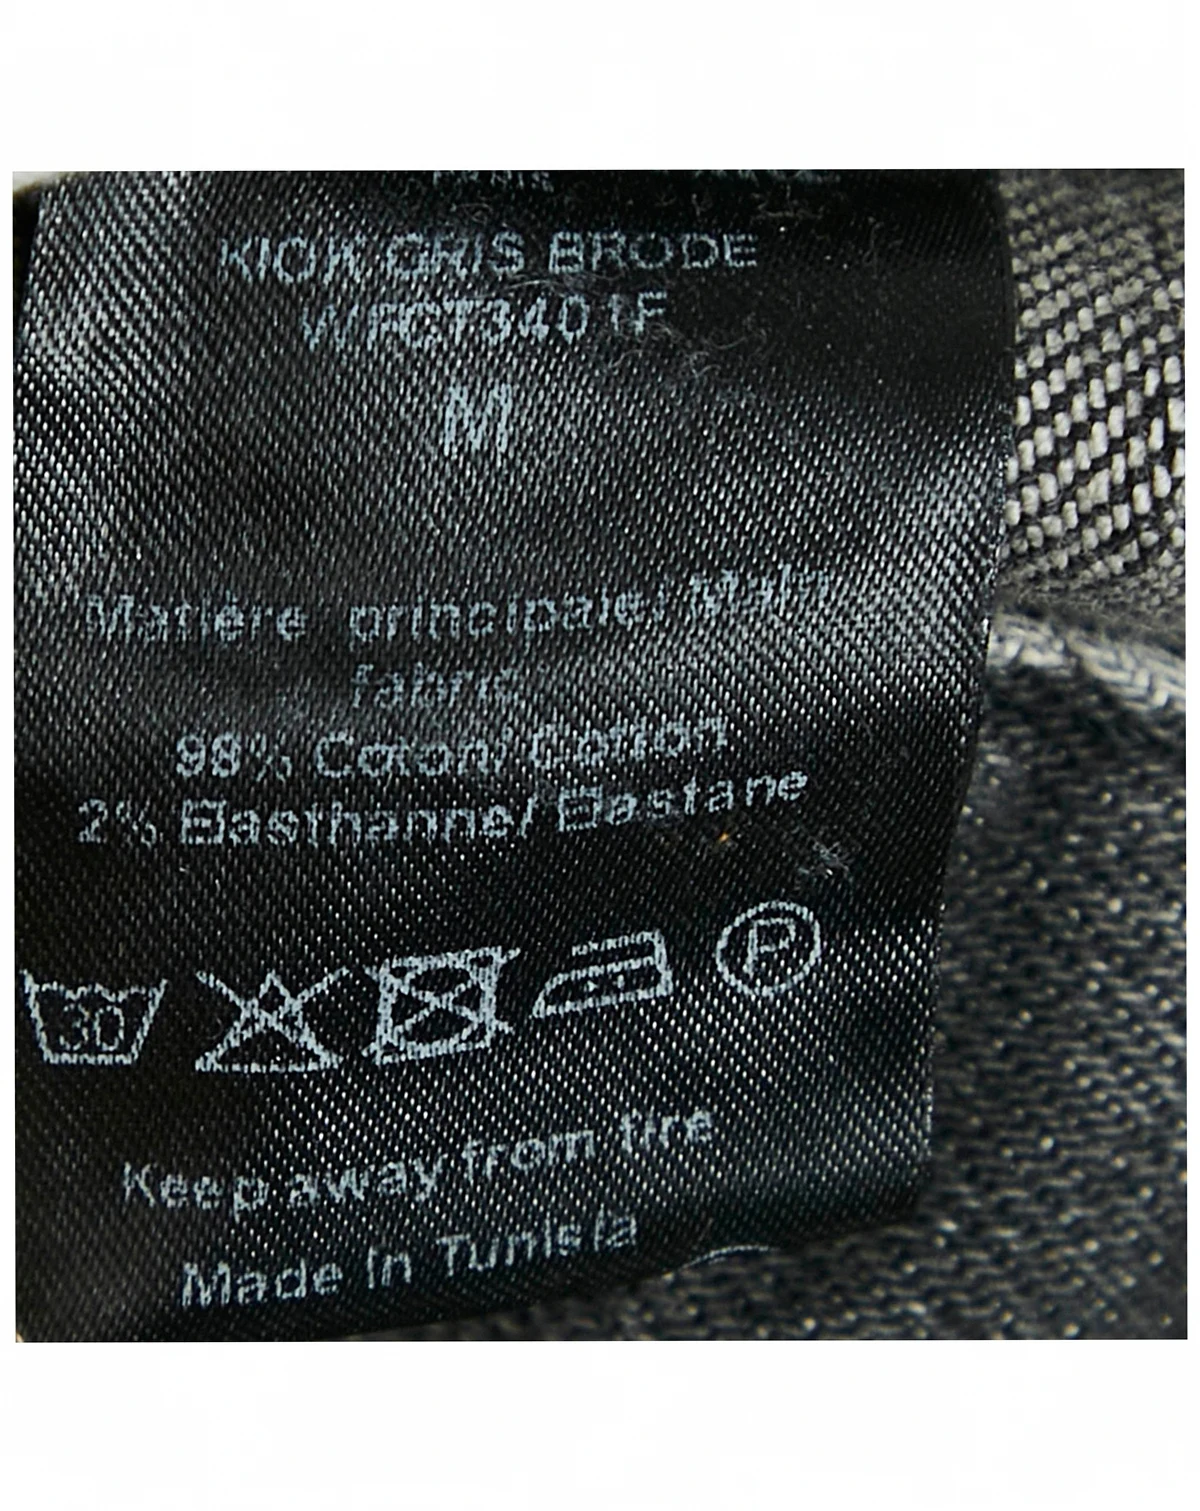 KICK GRIS BRODE
WFCT3401F
M
Matière principale/ Main
fabric
98% Coton/ Cotton
2% Elasthanne/ Elastane
30
P
Keep away from fire
Made in Tunisia